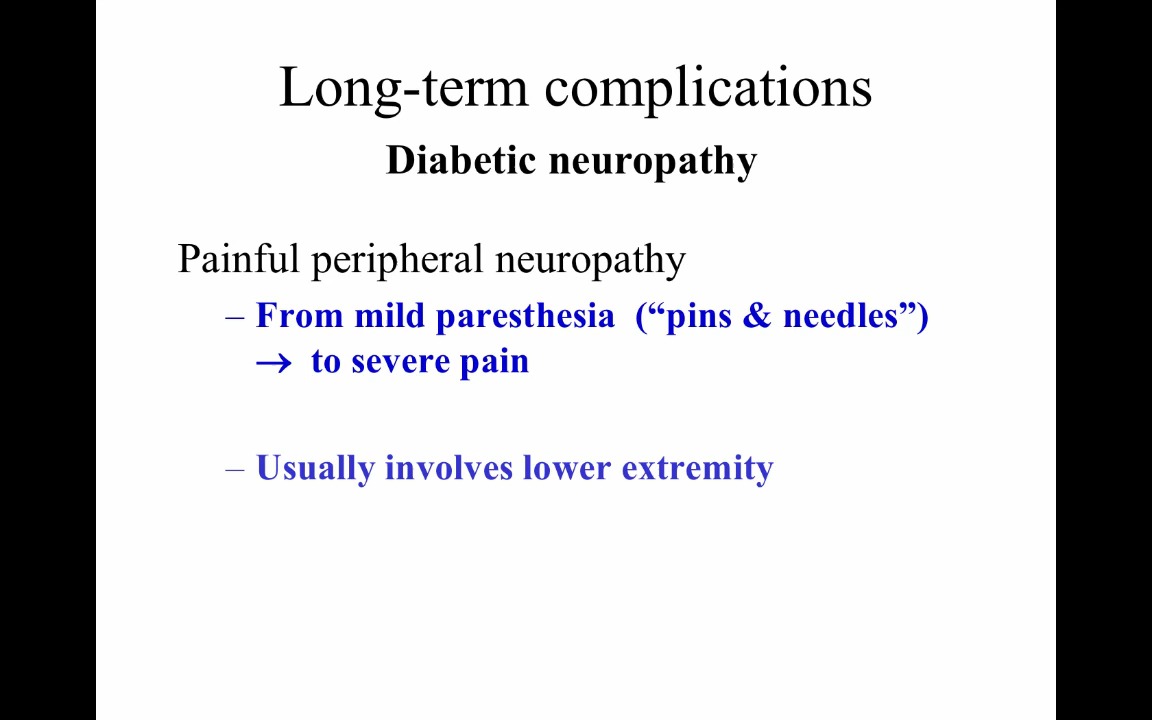 Long-term complications
Diabetic neuropathy
Painful peripheral neuropathy
– From mild paresthesia  (“pins & needles”)
→  to severe pain
– Usually involves lower extremity